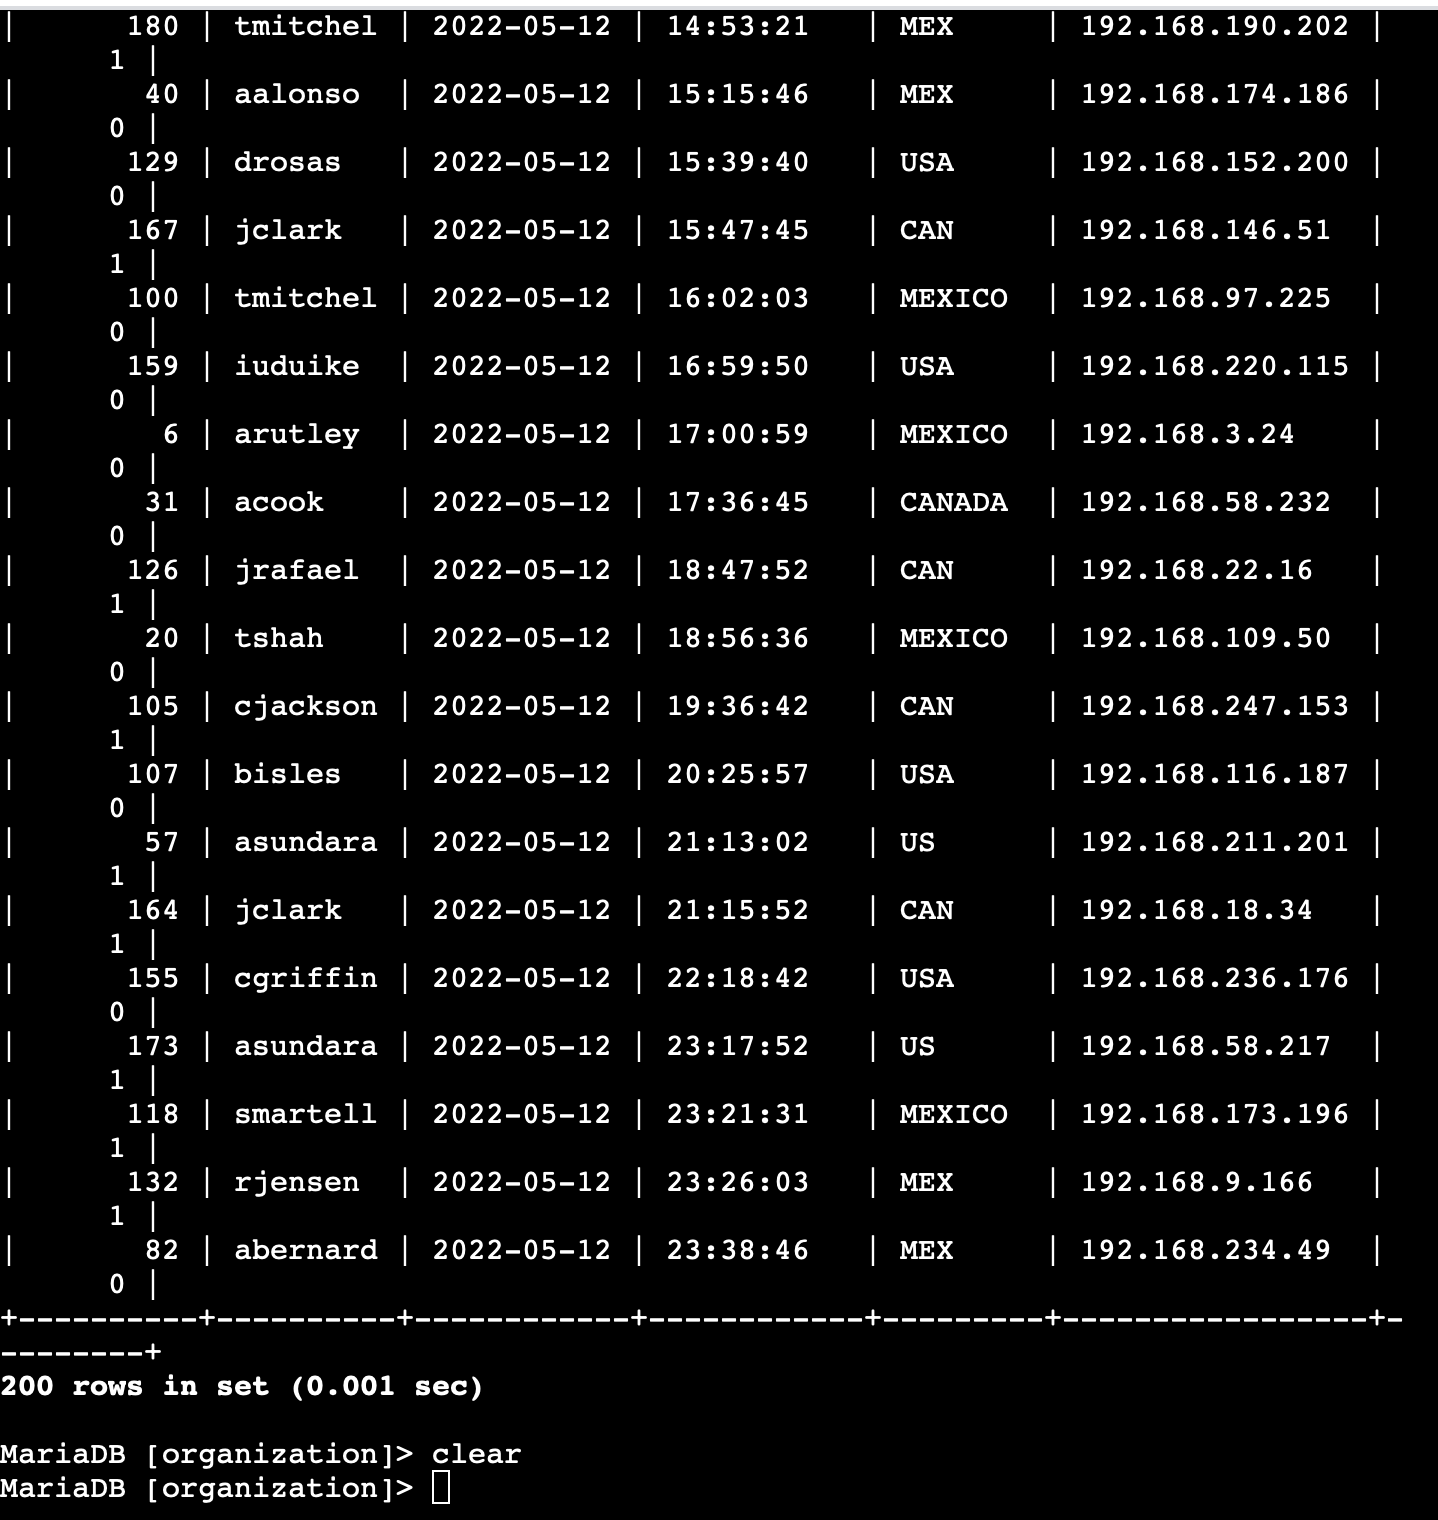 |      180 | tmitchel | 2022-05-12 | 14:53:21   | MEX     | 192.168.190.202 |
      1 |
|       40 | aalonso  | 2022-05-12 | 15:15:46   | MEX     | 192.168.174.186 |
      0 |
|      129 | drosas   | 2022-05-12 | 15:39:40   | USA     | 192.168.152.200 |
      0 |
|      167 | jclark   | 2022-05-12 | 15:47:45   | CAN     | 192.168.146.51  |
      1 |
|      100 | tmitchel | 2022-05-12 | 16:02:03   | MEXICO  | 192.168.97.225  |
      0 |
|      159 | iuduike  | 2022-05-12 | 16:59:50   | USA     | 192.168.220.115 |
      0 |
|        6 | arutley  | 2022-05-12 | 17:00:59   | MEXICO  | 192.168.3.24    |
      0 |
|       31 | acook    | 2022-05-12 | 17:36:45   | CANADA  | 192.168.58.232  |
      0 |
|      126 | jrafael  | 2022-05-12 | 18:47:52   | CAN     | 192.168.22.16   |
      1 |
|       20 | tshah    | 2022-05-12 | 18:56:36   | MEXICO  | 192.168.109.50  |
      0 |
|      105 | cjackson | 2022-05-12 | 19:36:42   | CAN     | 192.168.247.153 |
      1 |
|      107 | bisles   | 2022-05-12 | 20:25:57   | USA     | 192.168.116.187 |
      0 |
|       57 | asundara | 2022-05-12 | 21:13:02   | US      | 192.168.211.201 |
      1 |
|      164 | jclark   | 2022-05-12 | 21:15:52   | CAN     | 192.168.18.34   |
      1 |
|      155 | cgriffin | 2022-05-12 | 22:18:42   | USA     | 192.168.236.176 |
      0 |
|      173 | asundara | 2022-05-12 | 23:17:52   | US      | 192.168.58.217  |
      1 |
|      118 | smartell | 2022-05-12 | 23:21:31   | MEXICO  | 192.168.173.196 |
      1 |
|      132 | rjensen  | 2022-05-12 | 23:26:03   | MEX     | 192.168.9.166   |
      1 |
|       82 | abernard | 2022-05-12 | 23:38:46   | MEX     | 192.168.234.49  |
      0 |
+----------+----------+------------+------------+---------+-----------------+-
--------+
200 rows in set (0.001 sec)
MariaDB [organization]> clear
MariaDB [organization]>